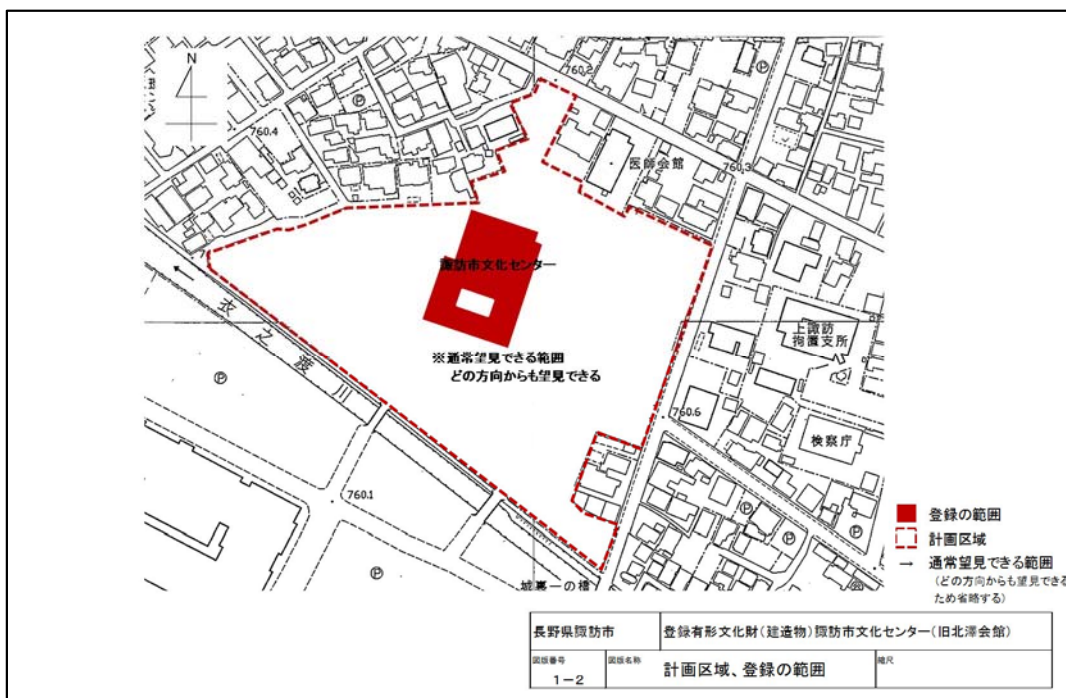 N
760.2
Ⓟ
760.4
Ⓟ
医師会館
760.3
諏訪市文化センター
衣之渡川
上諏訪
拘置支所
※通常望見できる範囲
どの方向からも望見できる
Ⓟ
760.6
検察庁
760.1
Ⓟ
Ⓟ
Ⓟ
Ⓟ
Ⓟ
城裏一の橋
登録の範囲
計画区域
→ 通常望見できる範囲
(どの方向からも望見できる
ため省略する)
長野県諏訪市
登録有形文化財(建造物)諏訪市文化センター(旧北澤会館)
図版番号
1-2
図版名称
計画区域、登録の範囲
縮尺